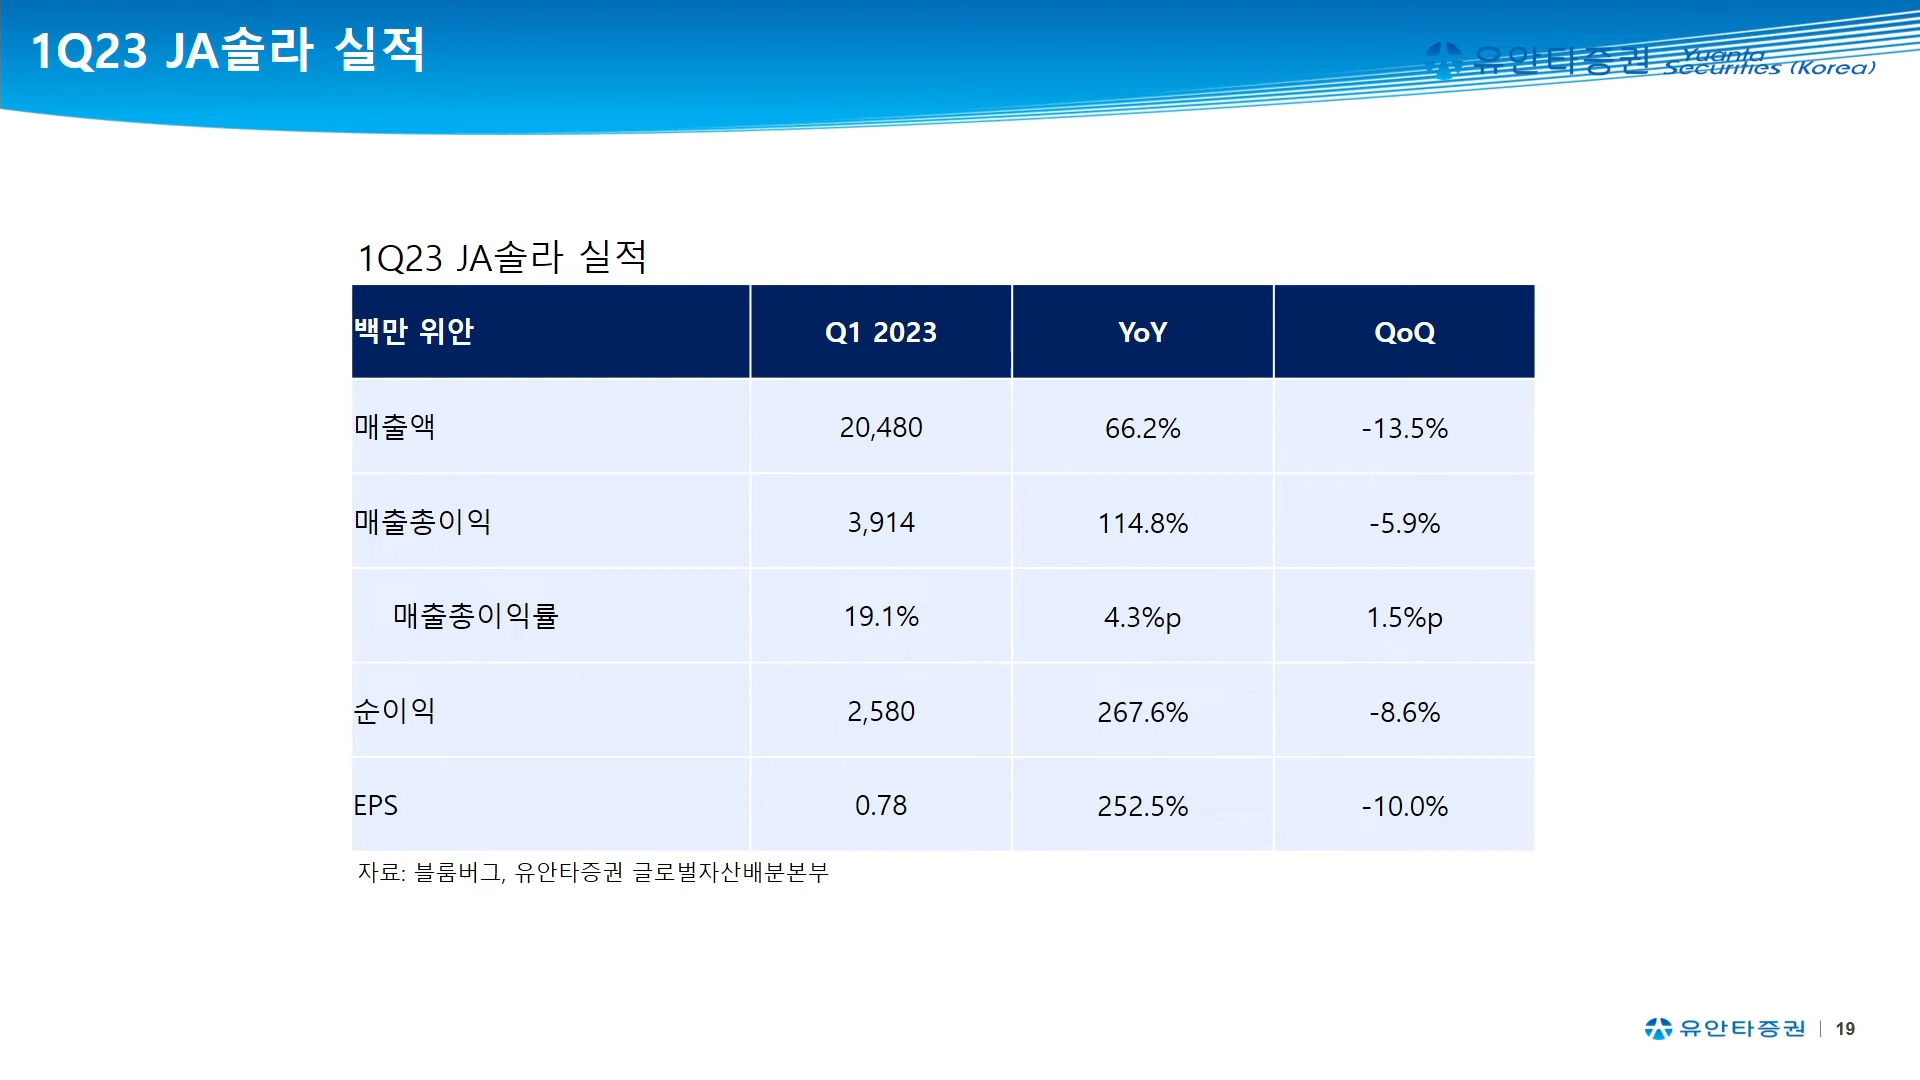 1Q23 JA솔라 실적
유안타증권 Yuanta Securities (Korea)
1Q23 JA솔라 실적
백만 위안 Q1 2023 YoY QoQ
매출액 20,480 66.2% -13.5%
매출총이익 3,914 114.8% -5.9%
매출총이익률 19.1% 4.3%p 1.5%p
순이익 2,580 267.6% -8.6%
EPS 0.78 252.5% -10.0%
자료: 블룸버그, 유안타증권 글로벌자산배분본부
유안타증권 | 19